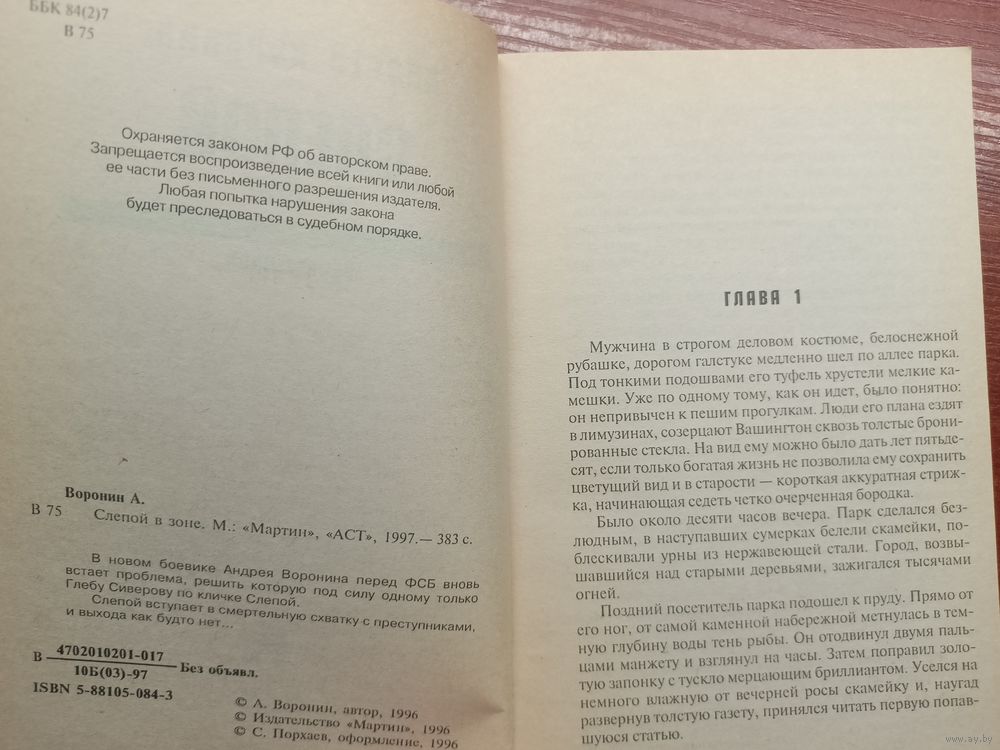 ББК 84(2)7
В 75
Охраняется законом РФ об авторском праве.
Запрещается воспроизведение всей книги или любой
ее части без письменного разрешения издателя.
Любая попытка нарушения закона
будет преследоваться в судебном порядке.
Воронин А.
В 75
Слепой в зоне. М.: «Мартин», «АСТ», 1997.— 383 с.
В новом боевике Андрея Воронина перед ФСБ вновь
встает проблема, решить которую под силу одному только
Глебу Сиверову по кличке Слепой.
Слепой вступает в смертельную схватку с преступниками,
и выхода как будто нет...
В 4702010201-017 Без объявл.
10Б(03)-97
ISBN 5-88105-084-3
© А. Воронин, автор, 1996
© Издательство «Мартин», 1996
© С. Порхаев, оформление, 1996
ГЛАВА 1
Мужчина в строгом деловом костюме, белоснежной
рубашке, дорогом галстуке медленно шел по аллее парка.
Под тонкими подошвами его туфель хрустели мелкие ка-
мешки. Уже по одному тому, как он идет, было понятно:
он непривычен к пешим прогулкам. Люди его плана ездят
в лимузинах, созерцают Вашингтон сквозь толстые брони-
рованные стекла. На вид ему можно было дать лет пятьде-
сят, если только богатая жизнь не позволила ему сохранить
цветущий вид и в старости — короткая аккуратная стриж-
ка, начинающая седеть четко очерченная бородка.
Было около десяти часов вечера. Парк сделался без-
людным, в наступавших сумерках белели скамейки, по-
блескивали урны из нержавеющей стали. Город, возвы-
шавшийся над старыми деревьями, зажигался тысячами
огней.
Поздний посетитель парка подошел к пруду. Прямо от
его ног, от самой каменной набережной метнулась в тем-
ную глубину воды тень рыбы. Он отодвинул двумя паль-
цами манжету и взглянул на часы. Затем поправил золо-
тую запонку с тускло мерцающим бриллиантом. Уселся на
немного влажную от вечерней росы скамейку и, наугад
развернув толстую газету, принялся читать первую попав-
шуюся статью.
www.ay.by